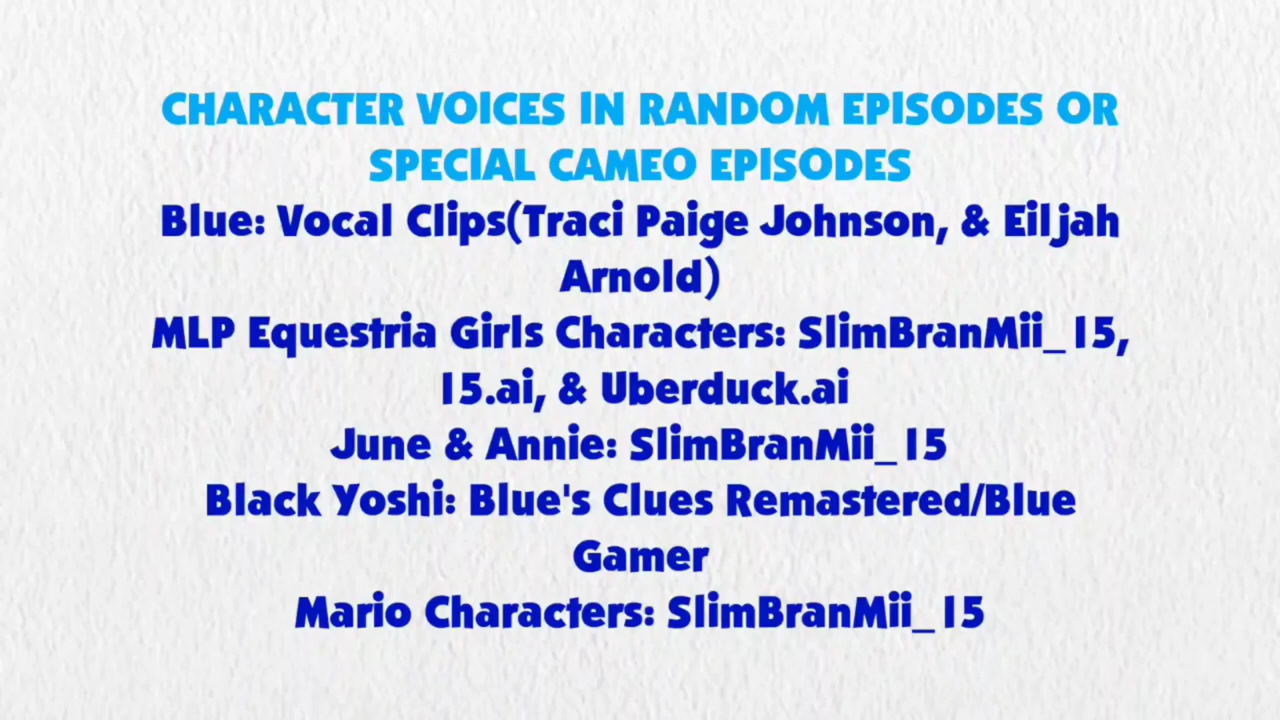 CHARACTER VOICES IN RANDOM EPISODES OR
SPECIAL CAMEO EPISODES
Blue: Vocal Clips(Traci Paige Johnson, & Eiljah
Arnold)
MLP Equestria Girls Characters: SlimBranMii_15,
15.ai, & Uberduck.ai
June & Annie: SlimBranMii_15
Black Yoshi: Blue's Clues Remastered/Blue
Gamer
Mario Characters: SlimBranMii_15